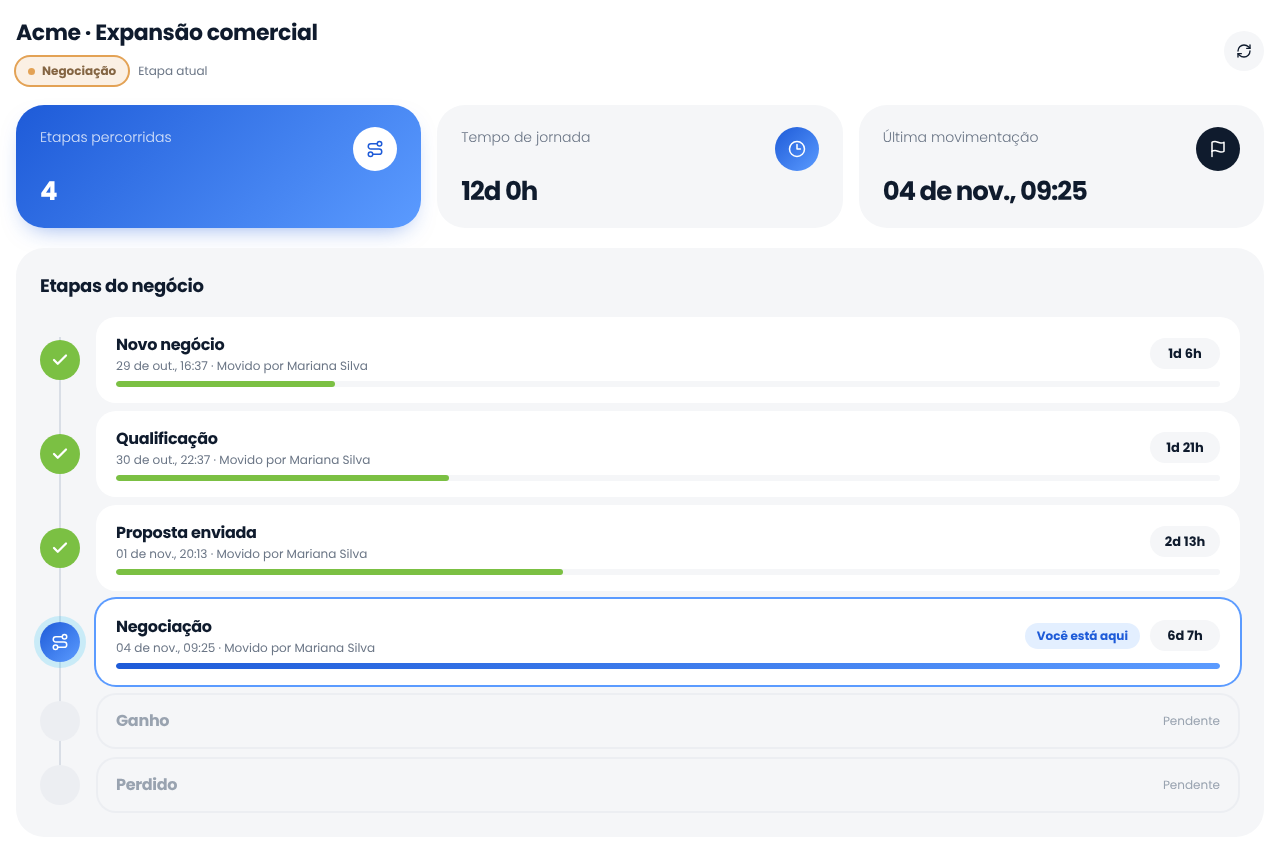 Acme · Expansão comercial
Negociação Etapa atual
Etapas percorridas
4
Tempo de jornada
12d 0h
Última movimentação
04 de nov., 09:25
Etapas do negócio
Novo negócio
29 de out., 16:37 · Movido por Mariana Silva
1d 6h
Qualificação
30 de out., 22:37 · Movido por Mariana Silva
1d 21h
Proposta enviada
01 de nov., 20:13 · Movido por Mariana Silva
2d 13h
Negociação
04 de nov., 09:25 · Movido por Mariana Silva
Você está aqui
6d 7h
Ganho
Pendente
Perdido
Pendente